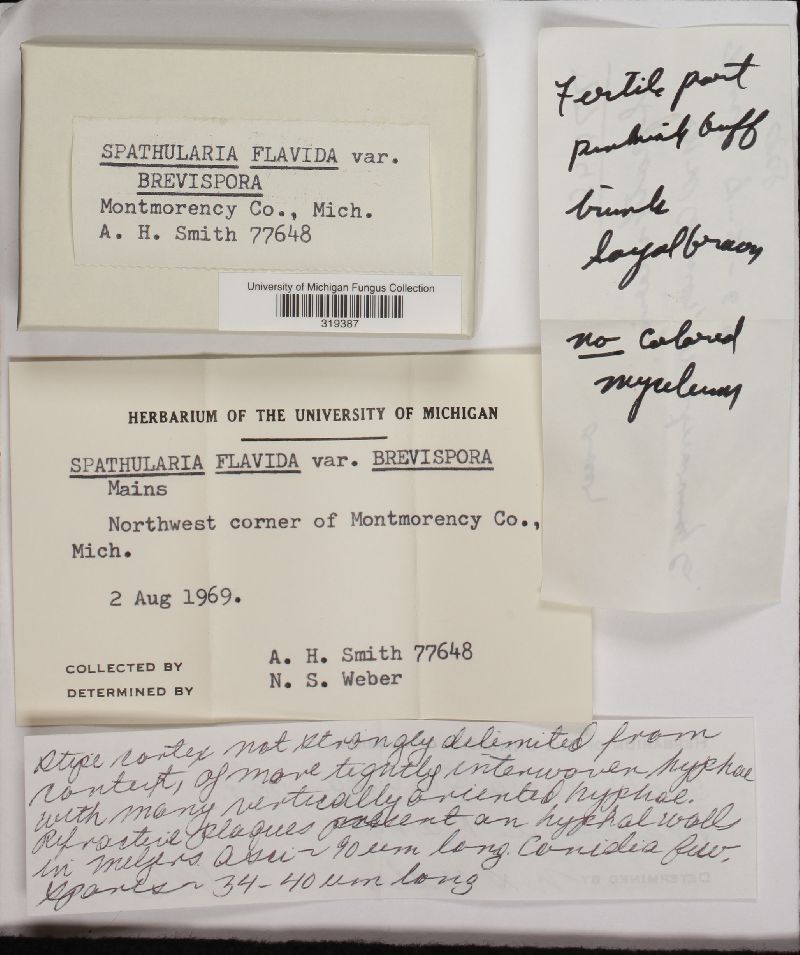 SPATHULARIA FLAVIDA var.
BREVISPORA
Montmorency Co., Mich.
A. H. Smith 77648
University of Michigan Fungus Collection
319387
Fertile part
pinkish buff
loyal brown
no colored
mycelium
HERBARIUM OF THE UNIVERSITY OF MICHIGAN
SPATHULARIA FLAVIDA var. BREVISPORA
Mains
Northwest corner of Montmorency Co.,
Mich.
2 Aug 1969.
COLLECTED BY A. H. Smith 77648
DETERMINED BY N. S. Weber
Stipe cortex not strongly delimited from
context, of more tightly interwoven hyphae
with many vertically oriented hyphae.
Refractive plaques present on hyphal walls
in Melzers. Asci ~ 90 um long. Conidia few.
Spores ~ 34-40 um long